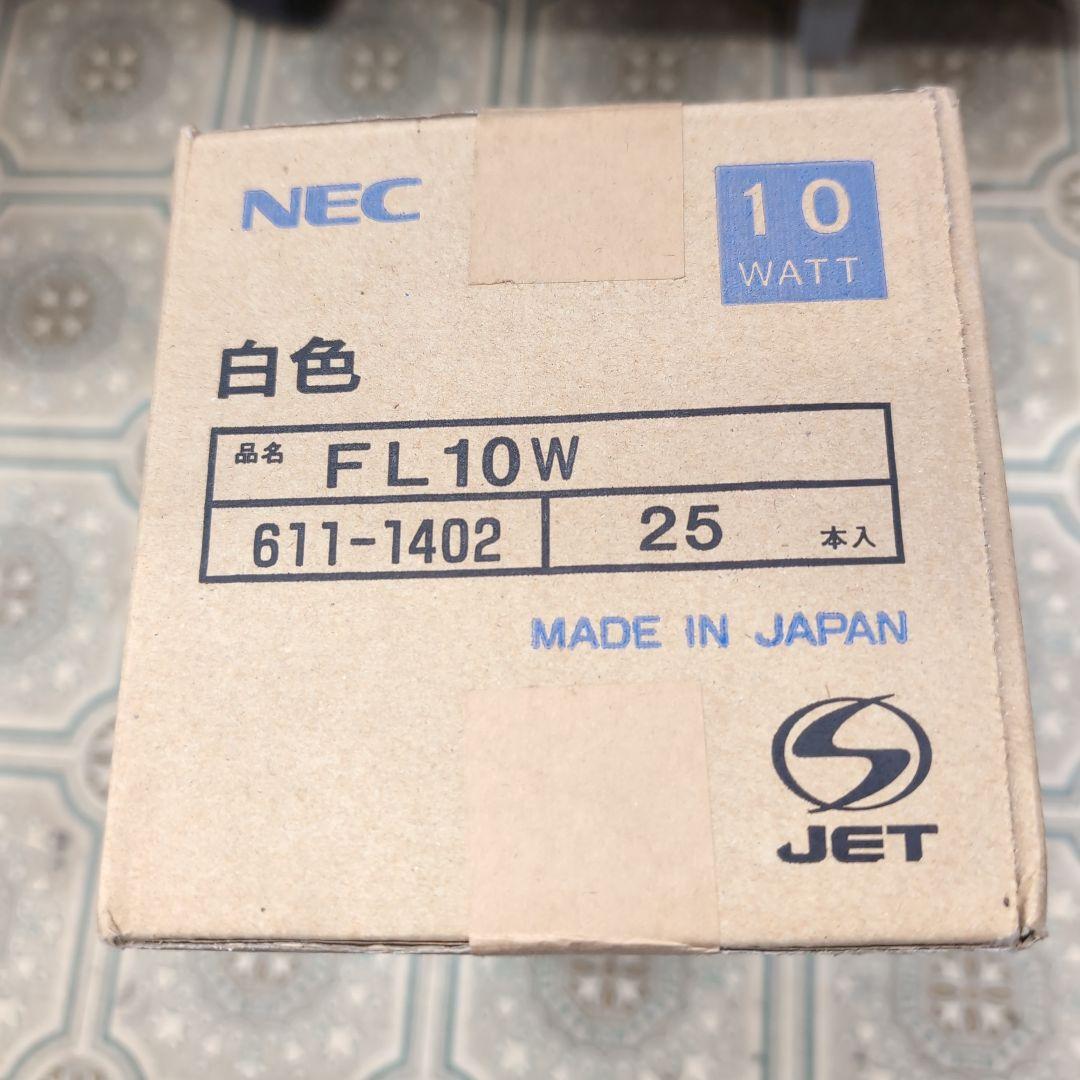 NEC
10
WATT
白色
品名 FL10W
611-1402 25 本入
MADE IN JAPAN
S
JET